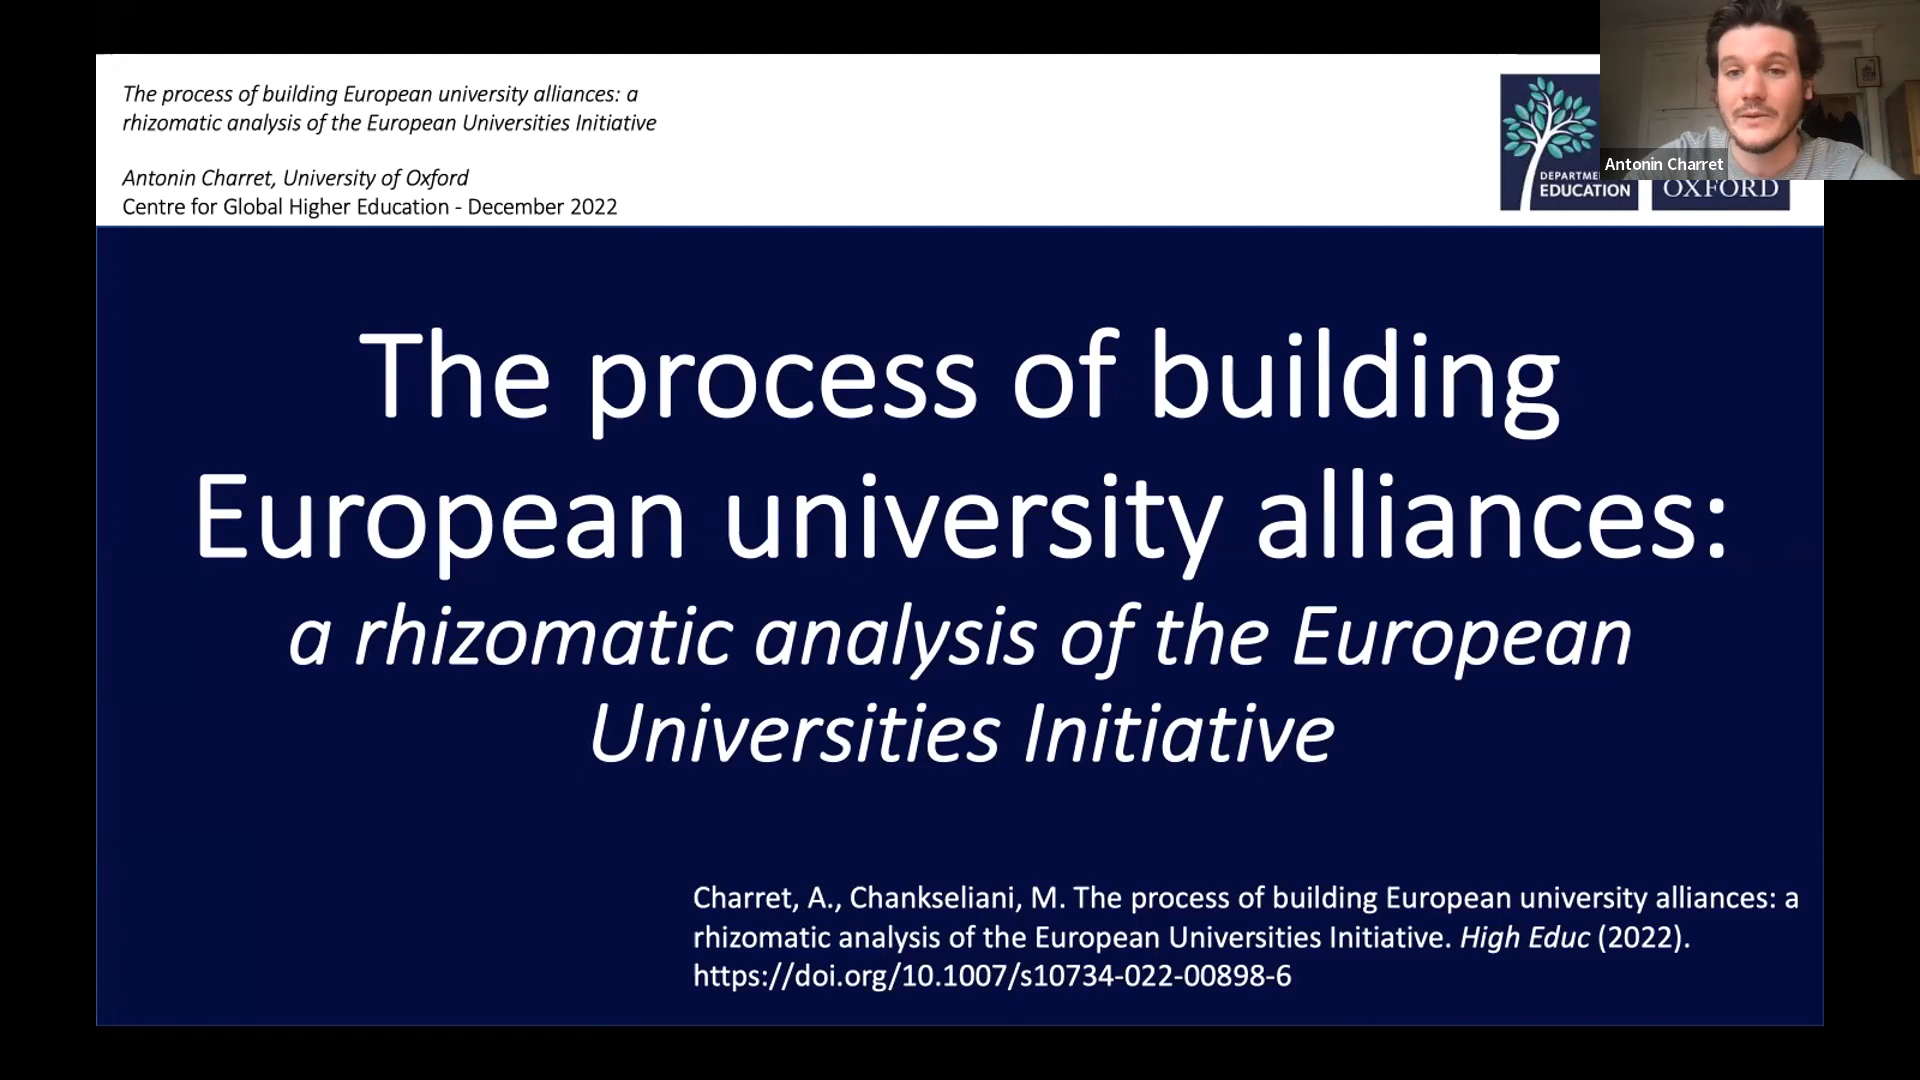 The process of building European university alliances: a
rhizomatic analysis of the European Universities Initiative
Antonin Charret, University of Oxford
Centre for Global Higher Education - December 2022
EDUCATION
OXFORD
Antonin Charret
The process of building
European university alliances:
a rhizomatic analysis of the European
Universities Initiative
Charret, A., Chankseliani, M. The process of building European university alliances: a
rhizomatic analysis of the European Universities Initiative. High Educ (2022).
https://doi.org/10.1007/s10734-022-00898-6